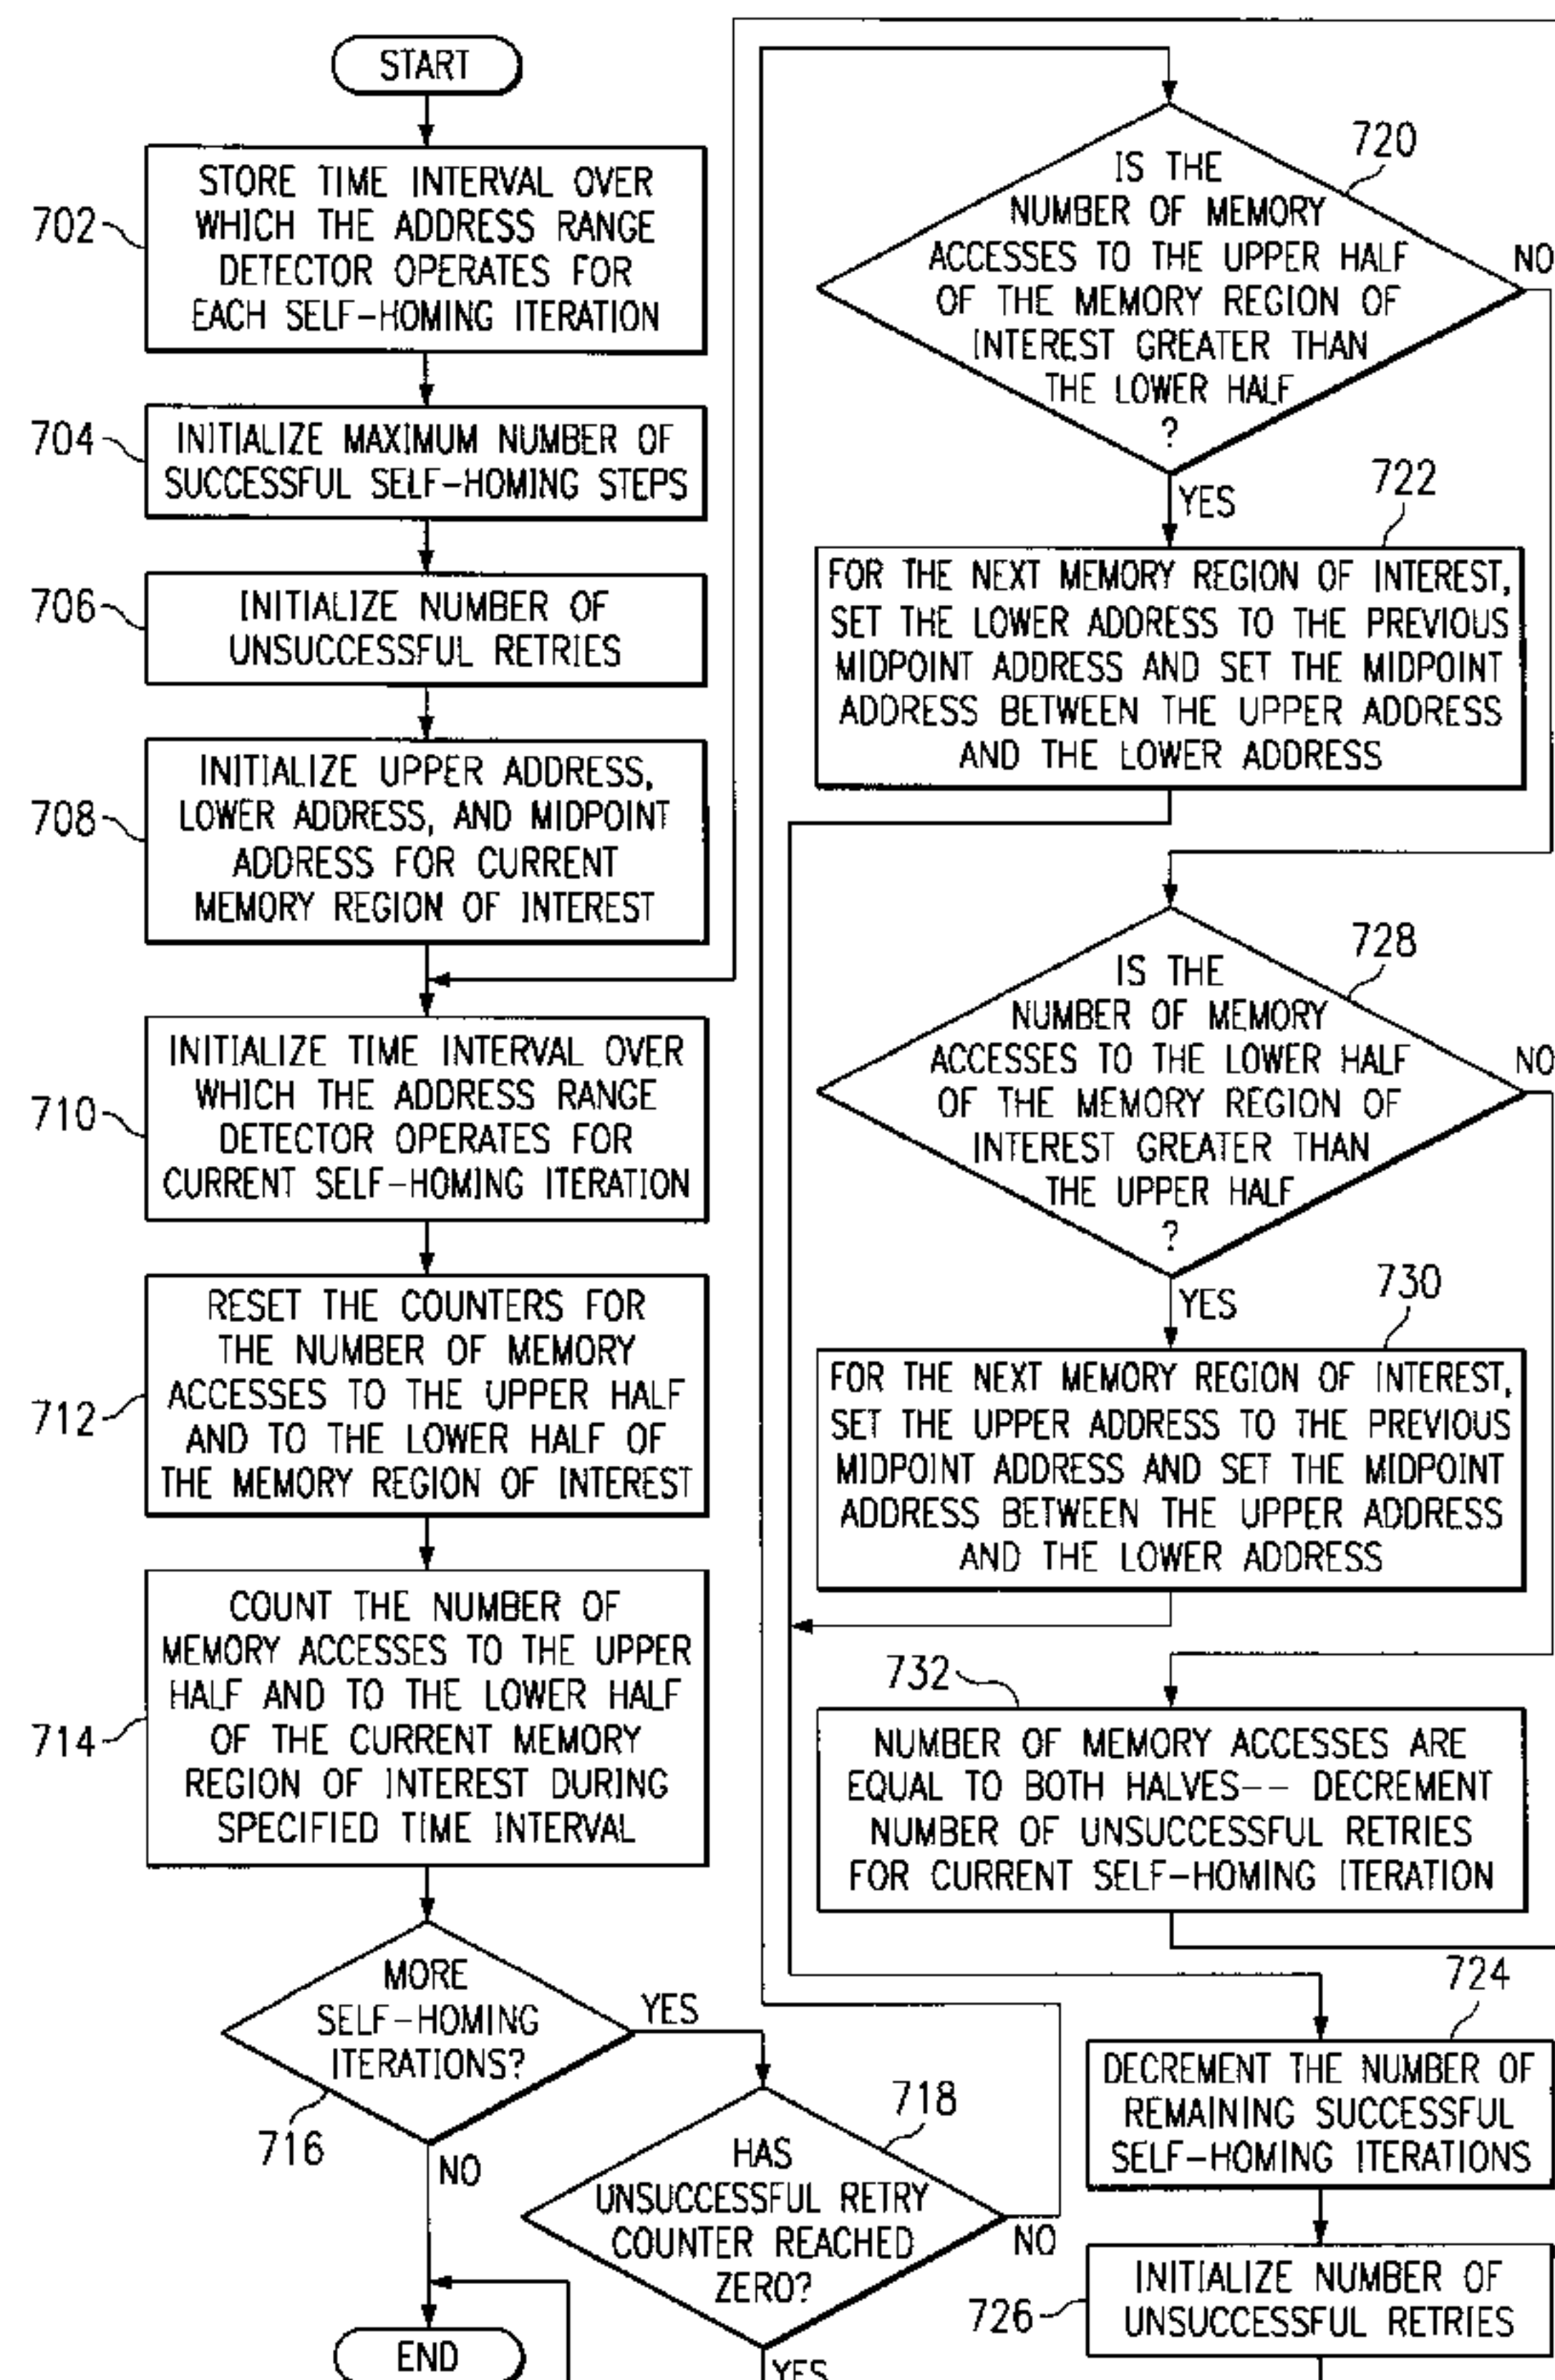 START
702
STORE TIME INTERVAL OVER
WHICH THE ADDRESS RANGE
DETECTOR OPERATES FOR
EACH SELF-HOMING ITERATION
704
INITIALIZE MAXIMUM NUMBER OF
SUCCESSFUL SELF-HOMING STEPS
706
INITIALIZE NUMBER OF
UNSUCCESSFUL RETRIES
708
INITIALIZE UPPER ADDRESS,
LOWER ADDRESS, AND MIDPOINT
ADDRESS FOR CURRENT
MEMORY REGION OF INTEREST
710
INITIALIZE TIME INTERVAL OVER
WHICH THE ADDRESS RANGE
DETECTOR OPERATES FOR
CURRENT SELF-HOMING ITERATION
712
RESET THE COUNTERS FOR
THE NUMBER OF MEMORY
ACCESSES TO THE UPPER HALF
AND TO THE LOWER HALF OF
THE MEMORY REGION OF INTEREST
714
COUNT THE NUMBER OF
MEMORY ACCESSES TO THE UPPER
HALF AND TO THE LOWER HALF
OF THE CURRENT MEMORY
REGION OF INTEREST DURING
SPECIFIED TIME INTERVAL
MORE
SELF-HOMING
ITERATIONS?
716
YES
NO
718
HAS
UNSUCCESSFUL RETRY
COUNTER REACHED
ZERO?
NO
YES
END
720
IS THE
NUMBER OF MEMORY
ACCESSES TO THE UPPER HALF
OF THE MEMORY REGION OF
INTEREST GREATER THAN
THE LOWER HALF
?
NO
YES
722
FOR THE NEXT MEMORY REGION OF INTEREST,
SET THE LOWER ADDRESS TO THE PREVIOUS
MIDPOINT ADDRESS AND SET THE MIDPOINT
ADDRESS BETWEEN THE UPPER ADDRESS
AND THE LOWER ADDRESS
728
IS THE
NUMBER OF MEMORY
ACCESSES TO THE LOWER HALF
OF THE MEMORY REGION OF
INTEREST GREATER THAN
THE UPPER HALF
?
NO
YES
730
FOR THE NEXT MEMORY REGION OF INTEREST,
SET THE UPPER ADDRESS TO THE PREVIOUS
MIDPOINT ADDRESS AND SET THE MIDPOINT
ADDRESS BETWEEN THE UPPER ADDRESS
AND THE LOWER ADDRESS
732
NUMBER OF MEMORY ACCESSES ARE
EQUAL TO BOTH HALVES-- DECREMENT
NUMBER OF UNSUCCESSFUL RETRIES
FOR CURRENT SELF-HOMING ITERATION
724
DECREMENT THE NUMBER OF
REMAINING SUCCESSFUL
SELF-HOMING ITERATIONS
726
INITIALIZE NUMBER OF
UNSUCCESSFUL RETRIES